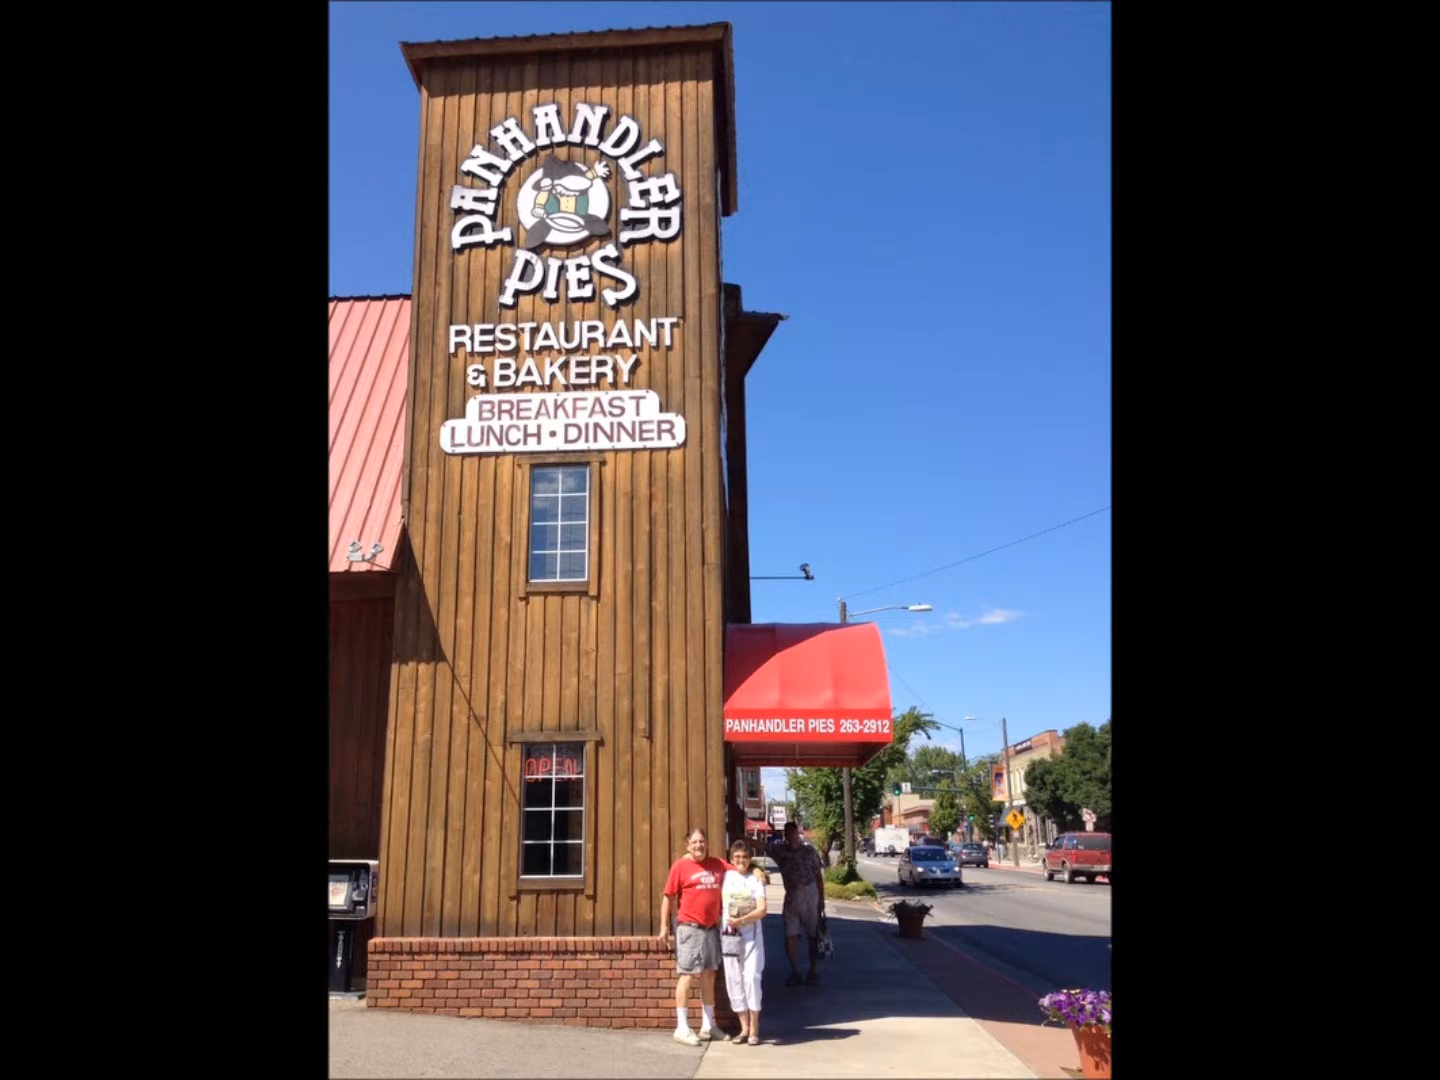 PANHANDLER
PIES
RESTAURANT
& BAKERY
BREAKFAST
LUNCH • DINNER
PANHANDLER PIES 263-2912
OPEN